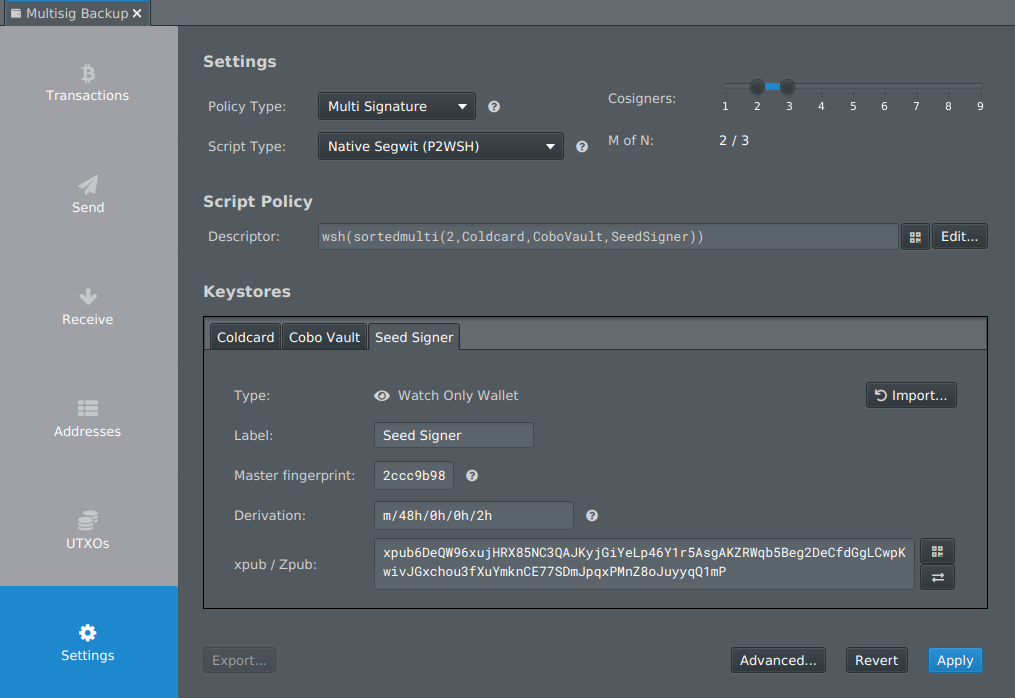 Multisig Backup
Transactions
Send
Receive
Addresses
UTXOs
Settings
Settings
Policy Type: Multi Signature
Cosigners:
1 2 3 4 5 6 7 8 9
Script Type: Native Segwit (P2WSH)
M of N: 2 / 3
Script Policy
Descriptor: wsh(sortedmulti(2,Coldcard,CoboVault,SeedSigner)) Edit...
Keystores
Coldcard Cobo Vault Seed Signer
Type: Watch Only Wallet Import...
Label: Seed Signer
Master fingerprint: 2ccc9b98
Derivation: m/48h/0h/0h/2h
xpub / Zpub:
xpub6DeQW96xujHRX85NC3QAJKyjGiYeLp46Y1r5AsgAKZRWqb5Beg2DeCfdGgLCwpK
wivJGxchou3fXuYmknCE77SDmJpqxPMnZ8oJuyyqQ1mP
Export... Advanced... Revert Apply